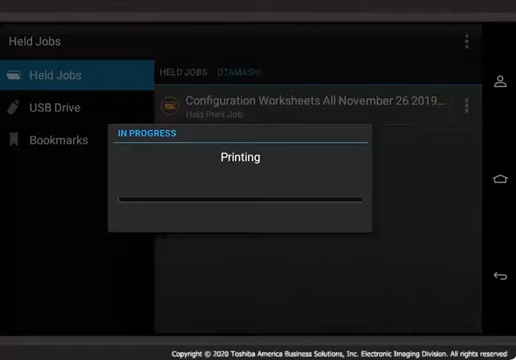 Held Jobs
Held Jobs
HELD JOBS OTAMASHI
USB Drive
Configuration Worksheets All November 26 2019...
Held Print Job
Bookmarks
IN PROGRESS
Printing
Copyright © 2020 Toshiba America Business Solutions, Inc. Electronic Imaging Division. All rights reserved